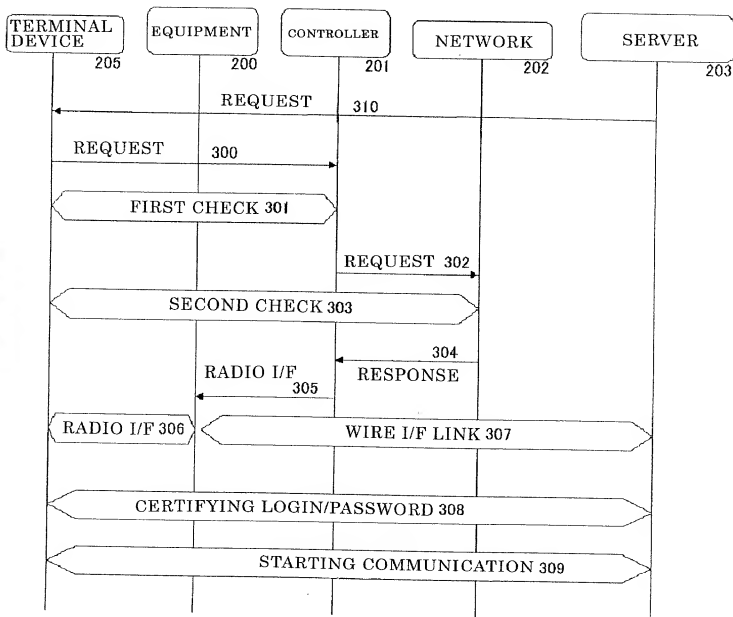 TERMINAL
DEVICE
205
EQUIPMENT
200
CONTROLLER
201
NETWORK
202
SERVER
203
REQUEST 310
REQUEST 300
FIRST CHECK 301
REQUEST 302
SECOND CHECK 303
304
RESPONSE
RADIO I/F
305
RADIO I/F 306
WIRE I/F LINK 307
CERTIFYING LOGIN/PASSWORD 308
STARTING COMMUNICATION 309